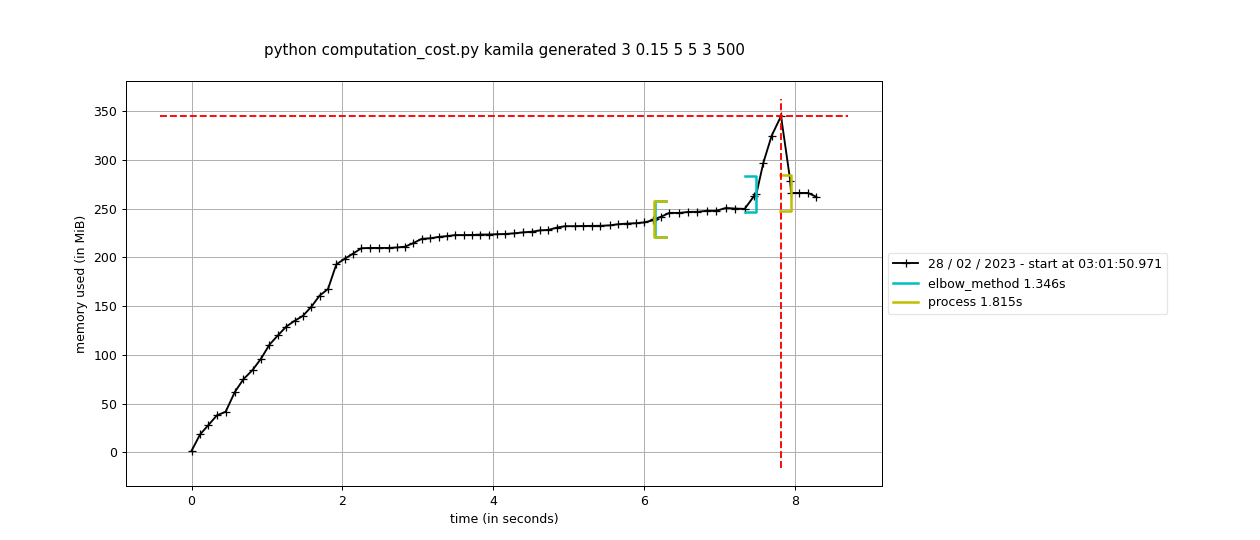 python computation_cost.py kamila generated 3 0.15 5 5 3 500
memory used (in MiB)
350
300
250
200
150
100
50
0
0 2 4 6 8
time (in seconds)
28 / 02 / 2023 - start at 03:01:50.971
elbow_method 1.346s
process 1.815s